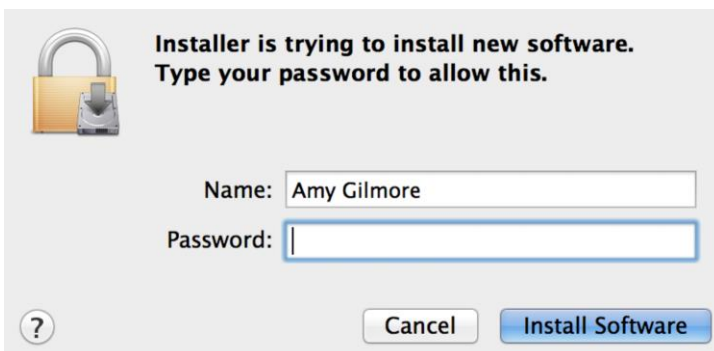 Installer is trying to install new software.
Type your password to allow this.
Name: Amy Gilmore
Password:
? Cancel Install Software